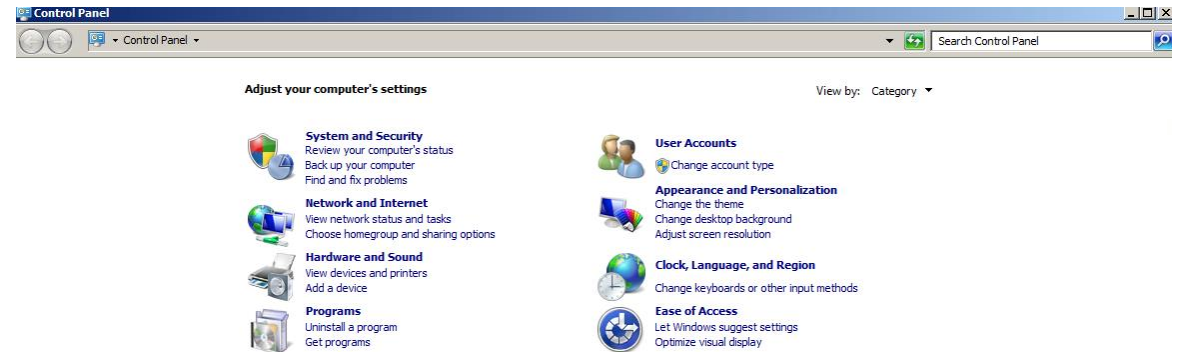 Control Panel
Control Panel
Search Control Panel
Adjust your computer's settings
View by: Category
System and Security
Review your computer's status
Back up your computer
Find and fix problems
Network and Internet
View network status and tasks
Choose homegroup and sharing options
Hardware and Sound
View devices and printers
Add a device
Programs
Uninstall a program
Get programs
User Accounts
Change account type
Appearance and Personalization
Change the theme
Change desktop background
Adjust screen resolution
Clock, Language, and Region
Change keyboards or other input methods
Ease of Access
Let Windows suggest settings
Optimize visual display